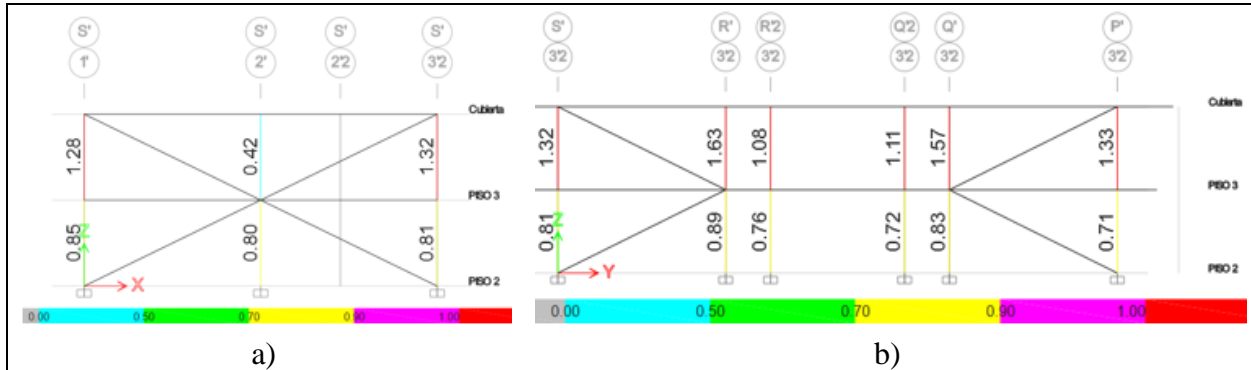 S' S' S' S'
1' 2' 2'2 3'2
Cubierta
1.28 0.42 1.32
PISO 3
0.85 0.80 0.81
Z
X
PISO 2
0.00 0.50 0.70 0.90 1.00
a)
S' R' R'2 Q'2 Q' P'
3'2 3'2 3'2 3'2 3'2 3'2
Cubierta
1.32 1.63 1.08 1.11 1.57 1.33
PISO 3
0.81 0.89 0.76 0.72 0.83 0.71
Z
Y
PISO 2
0.00 0.50 0.70 0.90 1.00
b)